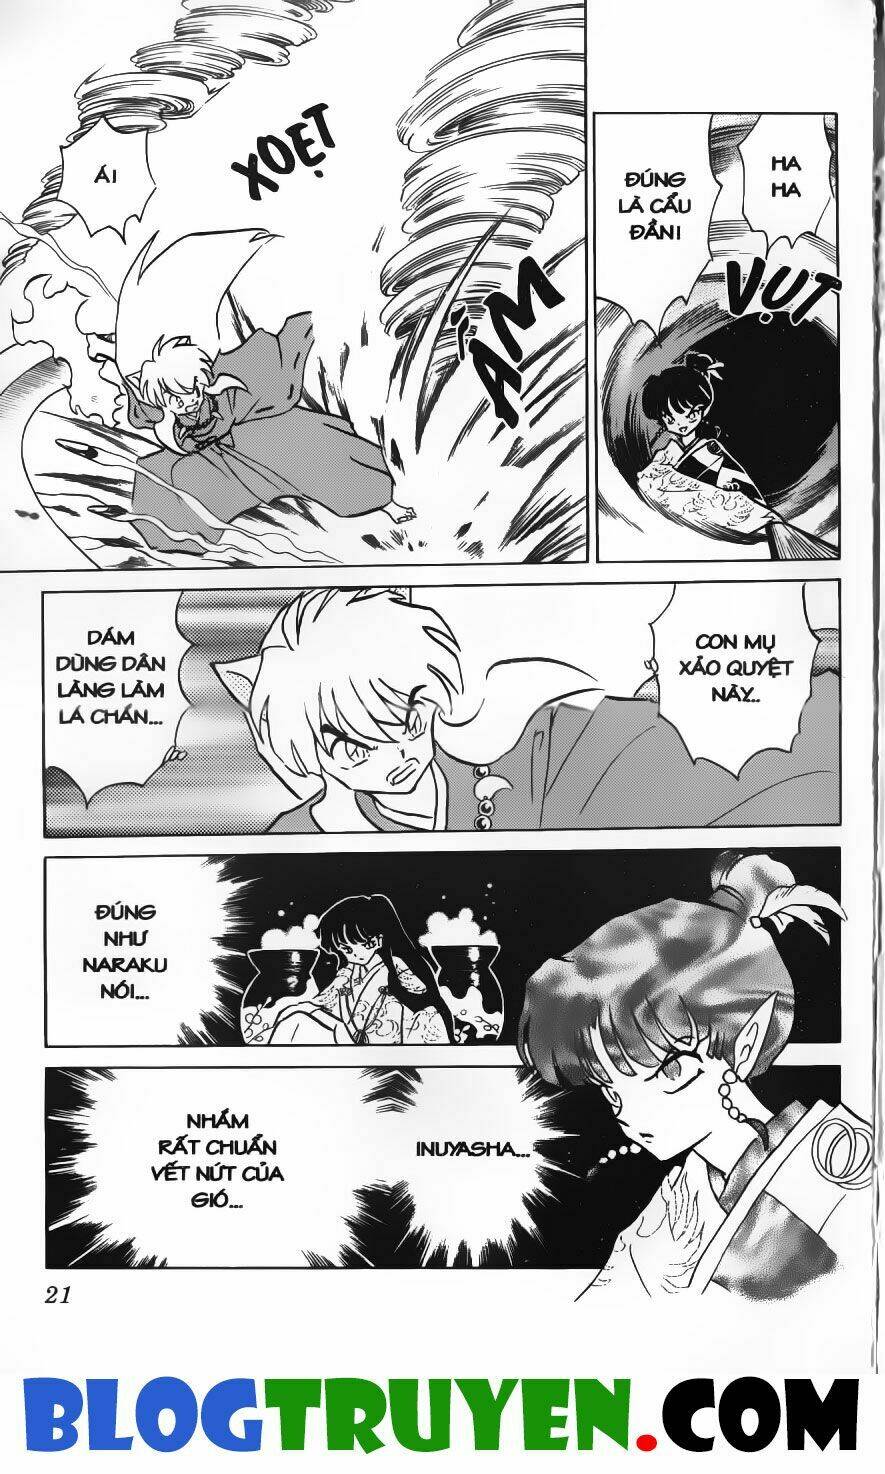 HA
HA
ĐÚNG
LÀ CẨU
ĐẦN!
VỤT
XOẸT
ÁI
ẦM
CON MỤ
XẢO QUYỆT
NÀY...
DÁM
DÙNG DÂN
LÀNG LÀM
LÁ CHẮN...
ĐÚNG
NHƯ
NARAKU
NÓI...
INUYASHA...
NHẮM
RẤT CHUẨN
VẾT NỨT CỦA
GIÓ...
21
BLOGTRUYEN.COM